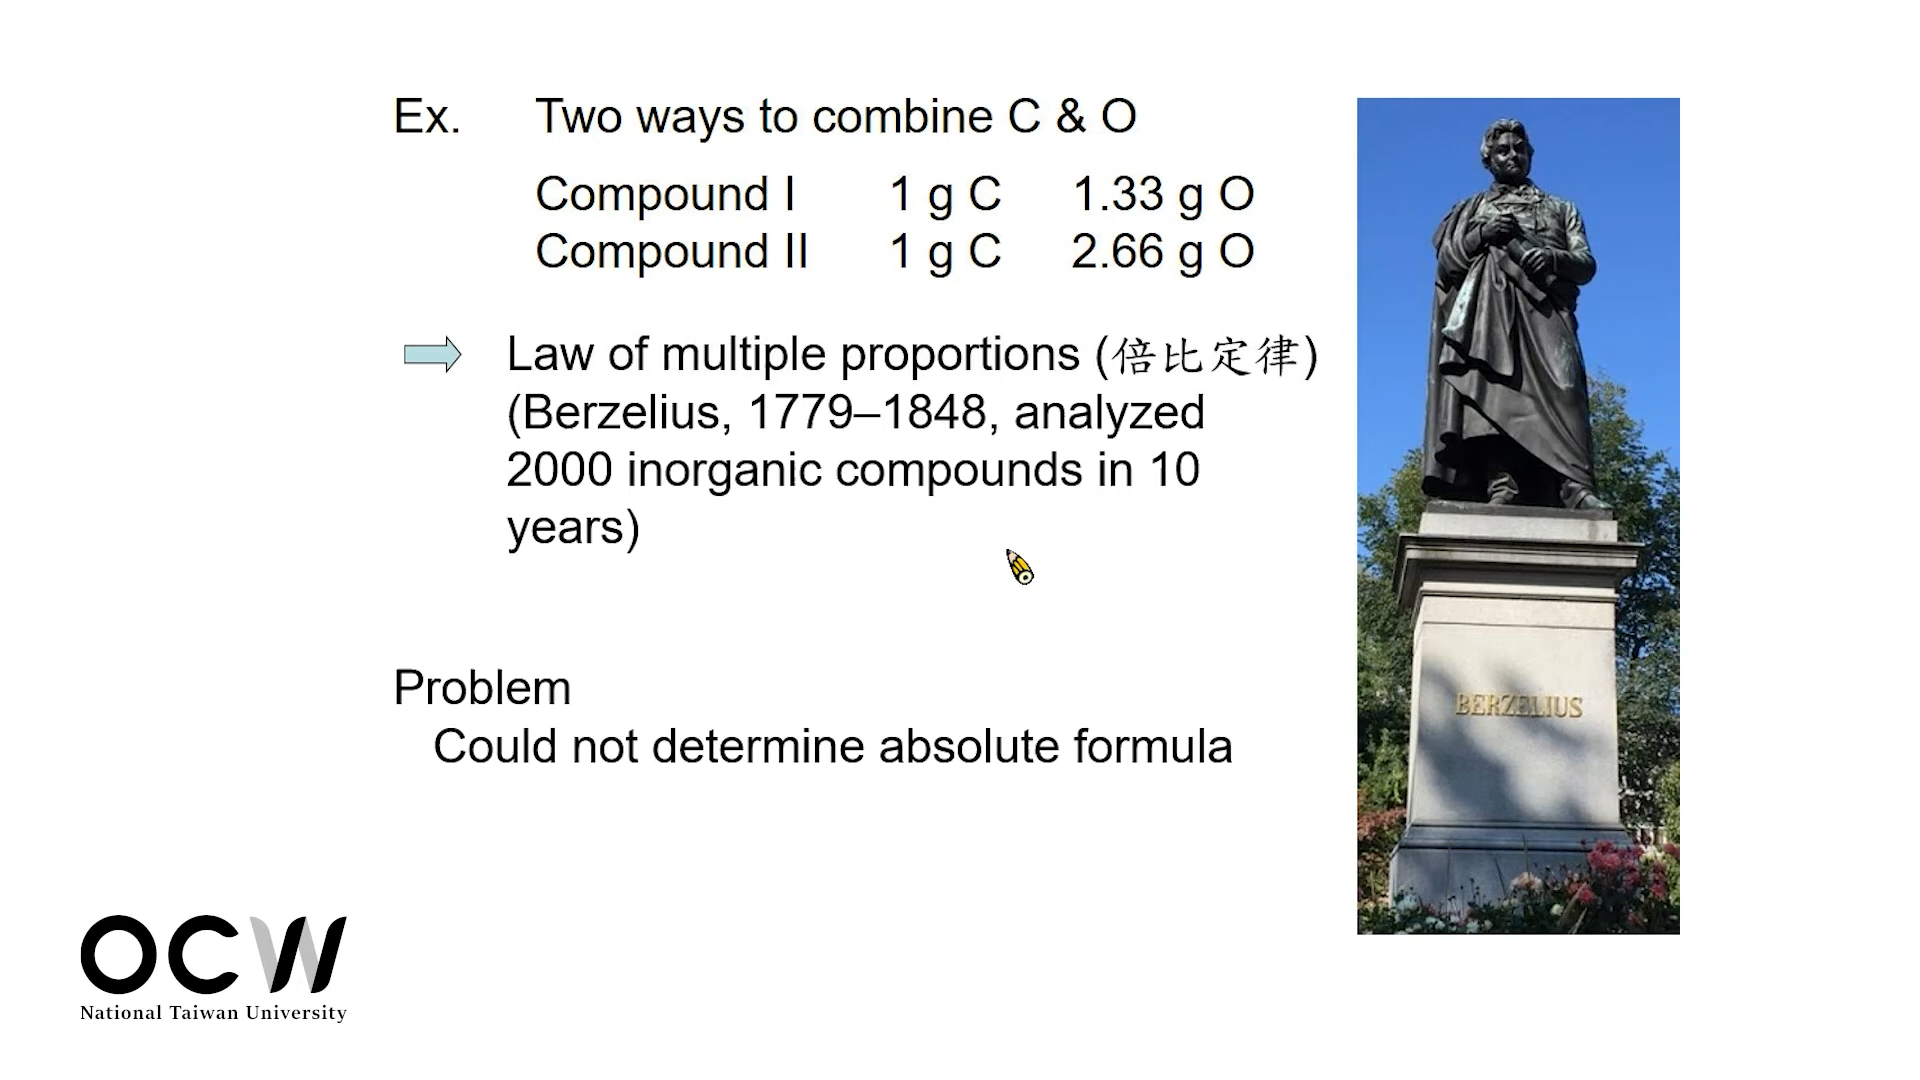 Ex. Two ways to combine C & O
Compound I 1 g C 1.33 g O
Compound II 1 g C 2.66 g O
Law of multiple proportions (倍比定律)
(Berzelius, 1779–1848, analyzed
2000 inorganic compounds in 10
years)
Problem
Could not determine absolute formula
BERZELIUS
OCW
National Taiwan University